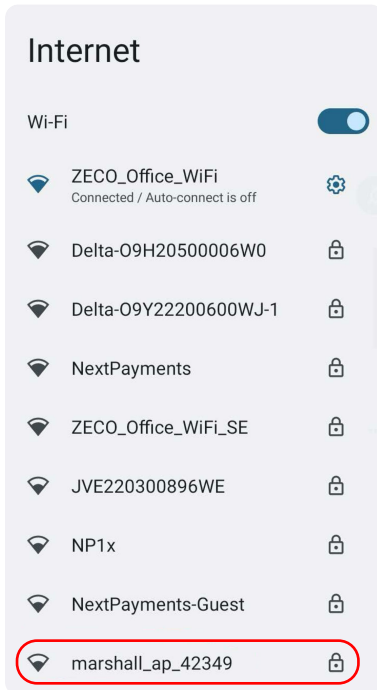 Internet
Wi-Fi
ZECO_Office_WiFi
Connected / Auto-connect is off
Delta-O9H20500006W0
Delta-O9Y22200600WJ-1
NextPayments
ZECO_Office_WiFi_SE
JVE220300896WE
NP1x
NextPayments-Guest
marshall_ap_42349